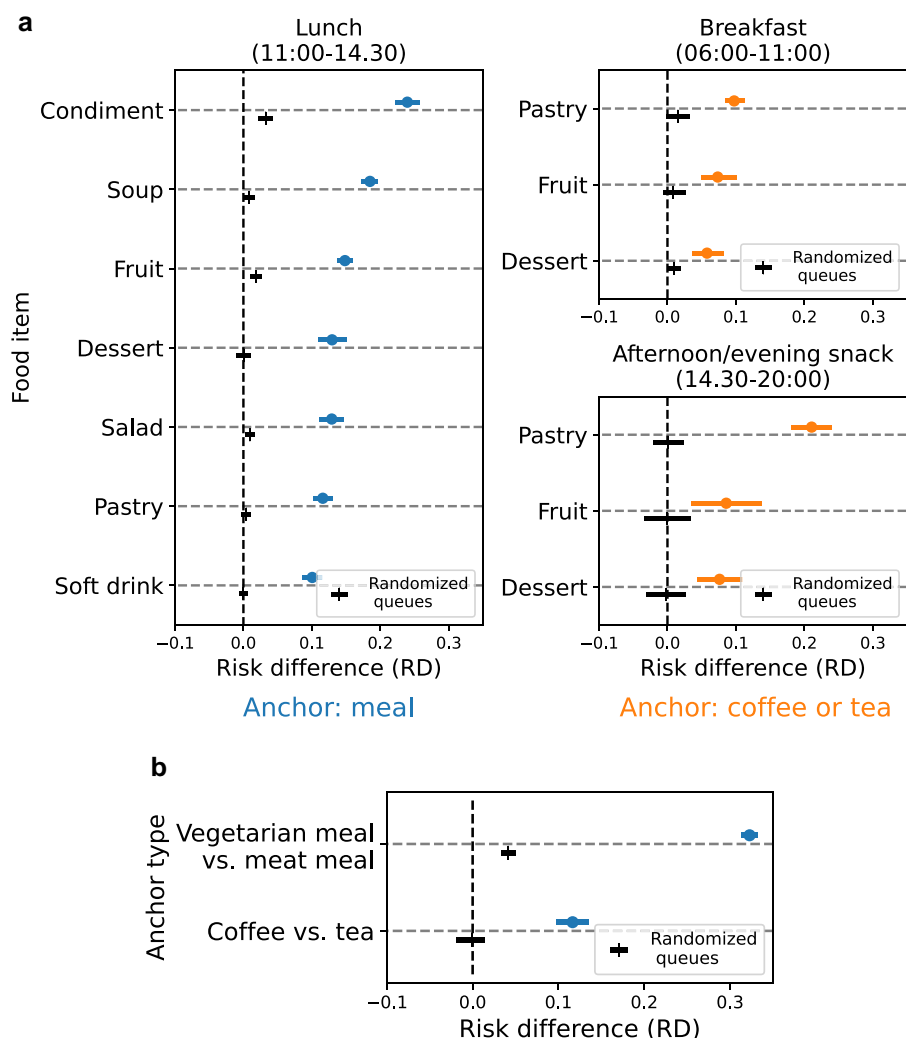 a
Lunch
(11:00-14.30)
Food item
Condiment
Soup
Fruit
Dessert
Salad
Pastry
Soft drink
Randomized
queues
−0.1 0.0 0.1 0.2 0.3
Risk difference (RD)
Anchor: meal
Breakfast
(06:00-11:00)
Pastry
Fruit
Dessert
Randomized
queues
−0.1 0.0 0.1 0.2 0.3
Afternoon/evening snack
(14.30-20:00)
Pastry
Fruit
Dessert
Randomized
queues
−0.1 0.0 0.1 0.2 0.3
Risk difference (RD)
Anchor: coffee or tea
b
Anchor type
Vegetarian meal
vs. meat meal
Coffee vs. tea
Randomized
queues
−0.1 0.0 0.1 0.2 0.3
Risk difference (RD)